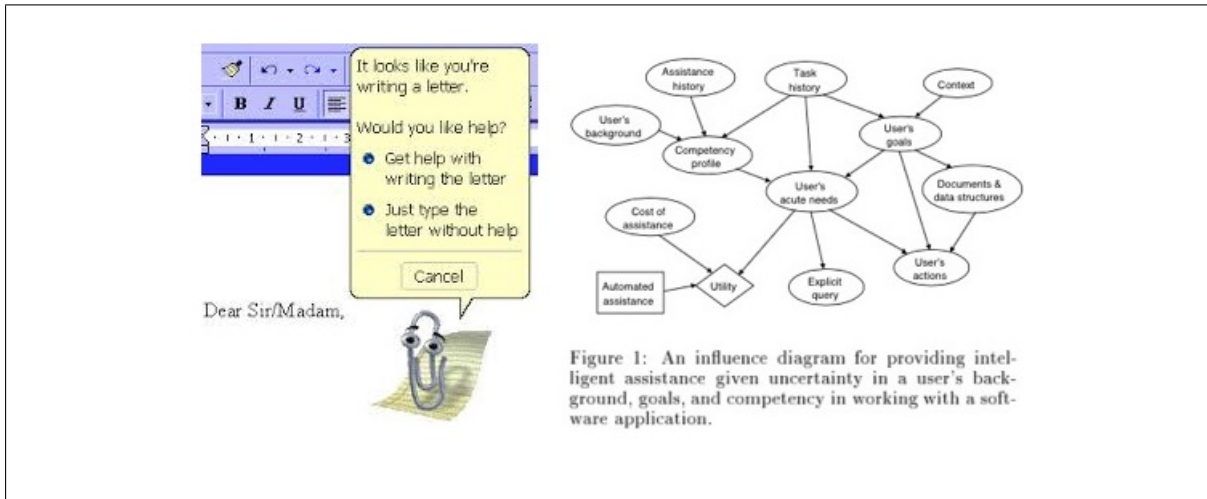 It looks like you're
writing a letter.
Would you like help?
Get help with
writing the letter
Just type the
letter without help
Cancel
B I U
1 2 3
Dear Sir/Madam,
Assistance
history
Task
history
Context
User's
background
Competency
profile
User's
goals
User's
acute needs
Documents &
data structures
Cost of
assistance
Automated
assistance
Utility
Explicit
query
User's
actions
Figure 1: An influence diagram for providing intel-
ligent assistance given uncertainty in a user's back-
ground, goals, and competency in working with a soft-
ware application.